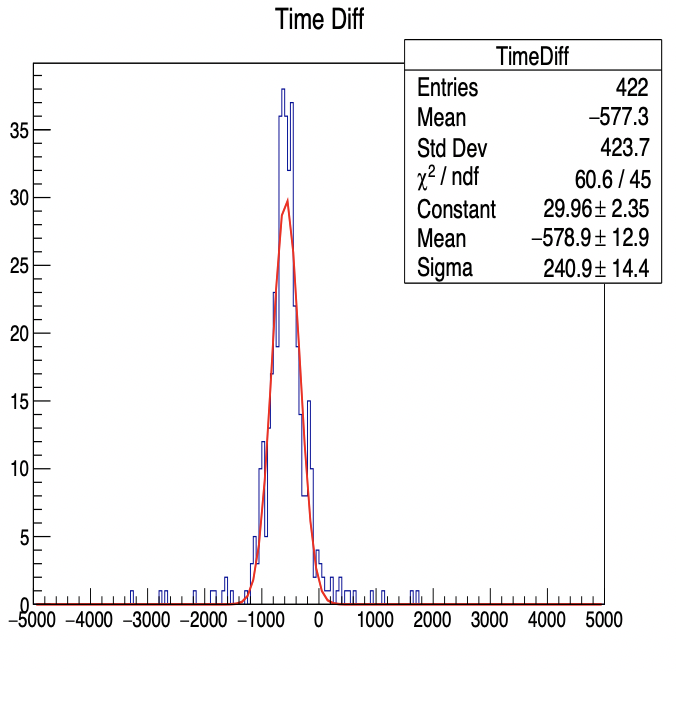 Time Diff
TimeDiff
Entries 422
Mean −577.3
Std Dev 423.7
χ² / ndf 60.6 / 45
Constant 29.96 ± 2.35
Mean −578.9 ± 12.9
Sigma 240.9 ± 14.4
35
30
25
20
15
10
5
0
−5000 −4000 −3000 −2000 −1000 0 1000 2000 3000 4000 5000